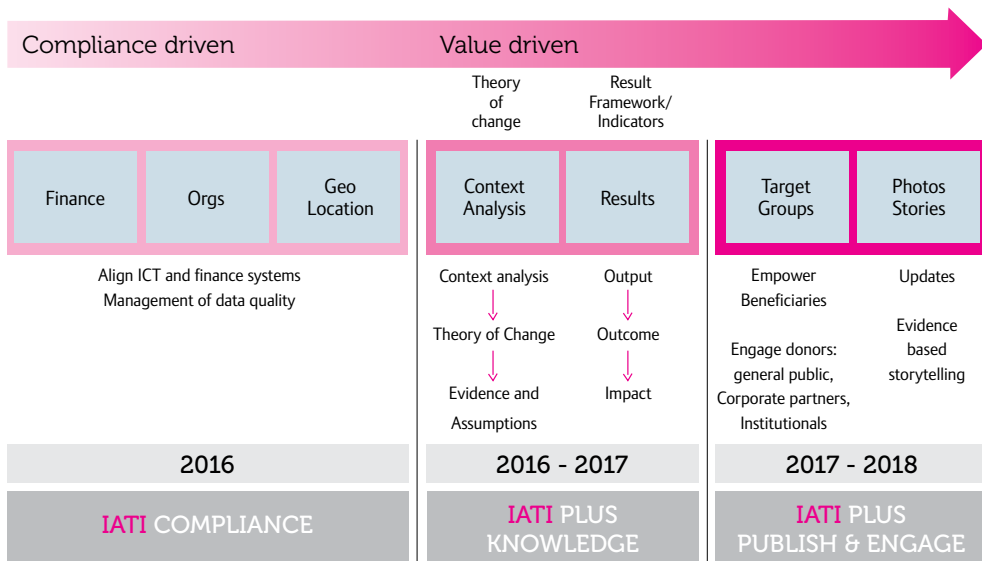 Compliance driven
Value driven
Theory
of
change
Result
Framework/
Indicators
Finance
Orgs
Geo
Location
Context
Analysis
Results
Target
Groups
Photos
Stories
Align ICT and finance systems
Management of data quality
Context analysis
Theory of Change
Evidence and
Assumptions
Output
Outcome
Impact
Empower
Beneficiaries
Engage donors:
general public,
Corporate partners,
Institutionals
Updates
Evidence
based
storytelling
2016
2016 - 2017
2017 - 2018
IATI COMPLIANCE
IATI PLUS
KNOWLEDGE
IATI PLUS
PUBLISH & ENGAGE